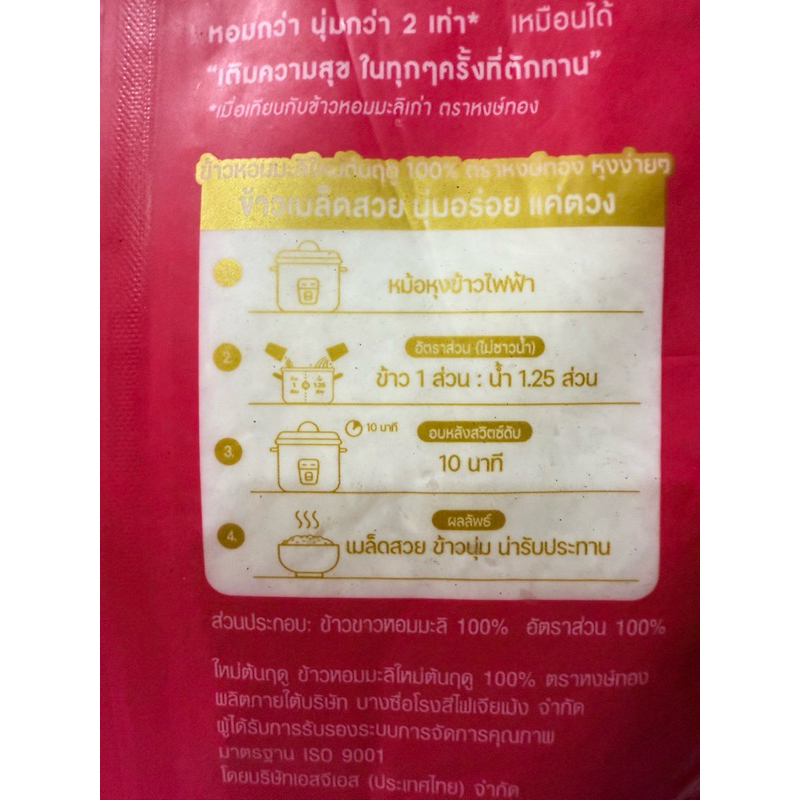 หอมกว่า นุ่มกว่า 2 เท่า* เหมือนได้
“เติมความสุข ในทุกๆครั้งที่ตักทาน”
*เมื่อเทียบกับข้าวหอมมะลิเก่า ตราหงษ์ทอง
ข้าวหอมมะลิใหม่ต้นฤดู 100% ตราหงษ์ทอง หุงง่ายๆ
ข้าวเมล็ดสวย นุ่มอร่อย แค่ตวง
หม้อหุงข้าวไฟฟ้า
2.
อัตราส่วน (ไม่ซาวน้ำ)
ข้าว 1 ส่วน : น้ำ 1.25 ส่วน
3.
10 นาที
อบหลังสวิตช์ดับ
10 นาที
4.
ผลลัพธ์
เมล็ดสวย ข้าวนุ่ม น่ารับประทาน
ส่วนประกอบ: ข้าวขาวหอมมะลิ 100% อัตราส่วน 100%
ใหม่ต้นฤดู ข้าวหอมมะลิใหม่ต้นฤดู 100% ตราหงษ์ทอง
ผลิตภายใต้บริษัท บางซื่อโรงสีไฟเจียเม้ง จำกัด
ผู้ได้รับการรับรองระบบการจัดการคุณภาพ
มาตรฐาน ISO 9001
โดยบริษัทเอสจีเอส (ประเทศไทย) จำกัด